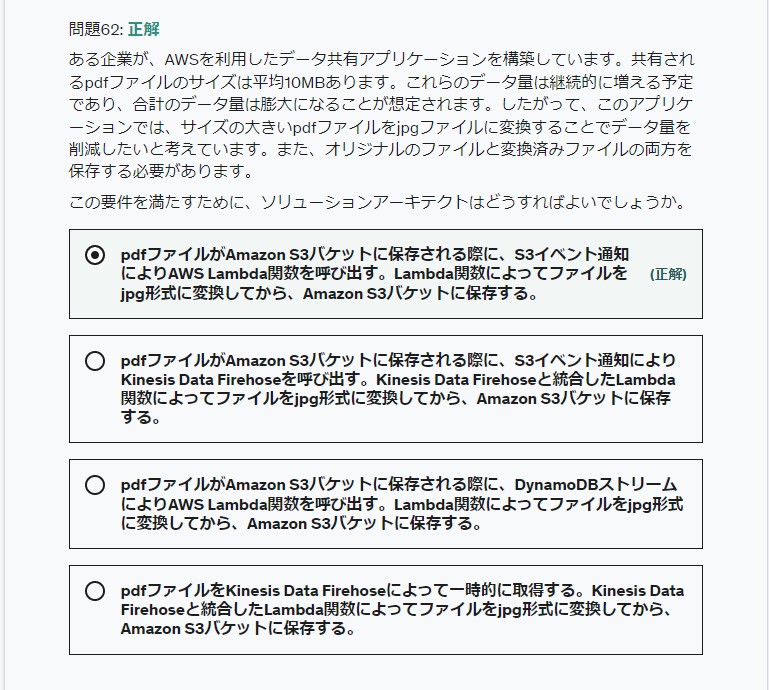 問題62: 正解
ある企業が、AWSを利用したデータ共有アプリケーションを構築しています。共有され
るpdfファイルのサイズは平均10MBあります。これらのデータ量は継続的に増える予定
であり、合計のデータ量は膨大になることが想定されます。したがって、このアプリケ
ーションでは、サイズの大きいpdfファイルをjpgファイルに変換することでデータ量を
削減したいと考えています。また、オリジナルのファイルと変換済みファイルの両方を
保存する必要があります。
この要件を満たすために、ソリューションアーキテクトはどうすればよいでしょうか。
pdfファイルがAmazon S3バケットに保存される際に、S3イベント通知
によりAWS Lambda関数を呼び出す。Lambda関数によってファイルを
jpg形式に変換してから、Amazon S3バケットに保存する。
(正解)
pdfファイルがAmazon S3バケットに保存される際に、S3イベント通知により
Kinesis Data Firehoseを呼び出す。Kinesis Data Firehoseと統合したLambda
関数によってファイルをjpg形式に変換してから、Amazon S3バケットに保存
する。
pdfファイルがAmazon S3バケットに保存される際に、DynamoDBストリーム
によりAWS Lambda関数を呼び出す。Lambda関数によってファイルをjpg形式
に変換してから、Amazon S3バケットに保存する。
pdfファイルをKinesis Data Firehoseによって一時的に取得する。Kinesis Data
Firehoseと統合したLambda関数によってファイルをjpg形式に変換してから、
Amazon S3バケットに保存する。